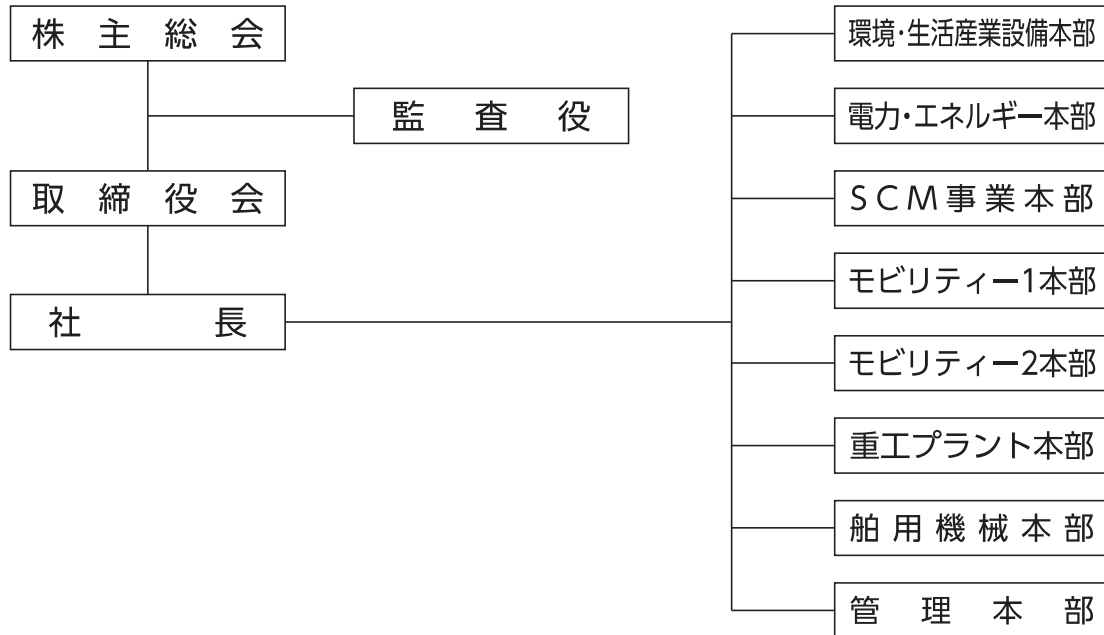 株主総会
監査役
取締役会
社長
環境・生活産業設備本部
電力・エネルギー本部
SCM事業本部
モビリティー1本部
モビリティー2本部
重工プラント本部
舶用機械本部
管理本部